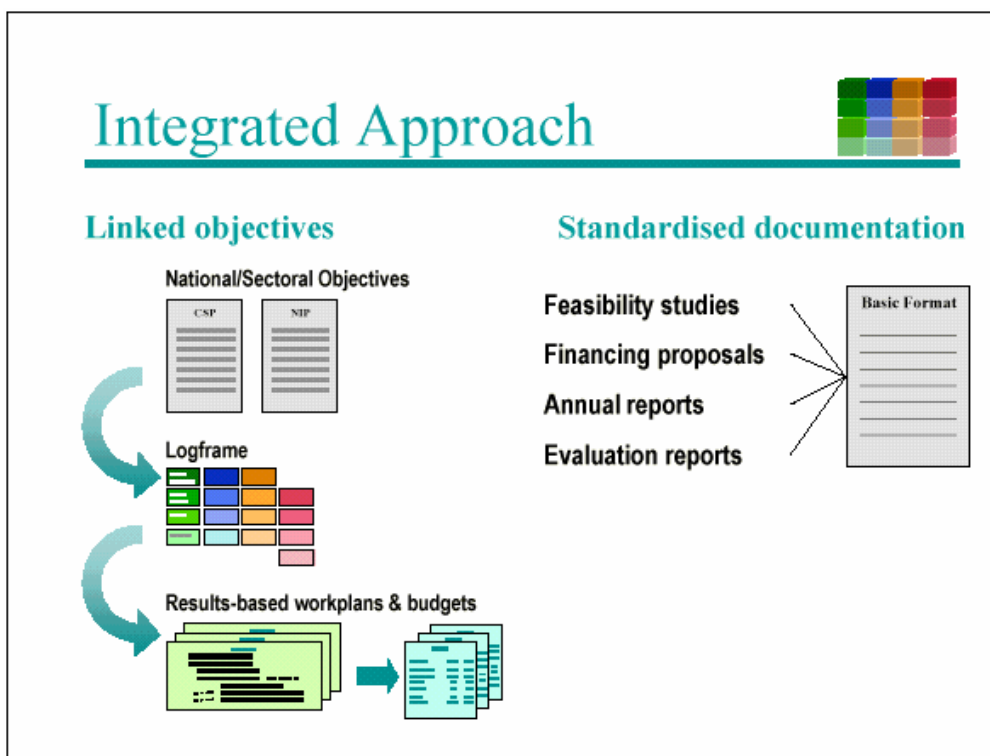 Integrated Approach
Linked objectives
National/Sectoral Objectives
CSP
NIP
Logframe
Results-based workplans & budgets
Standardised documentation
Feasibility studies
Financing proposals
Annual reports
Evaluation reports
Basic Format